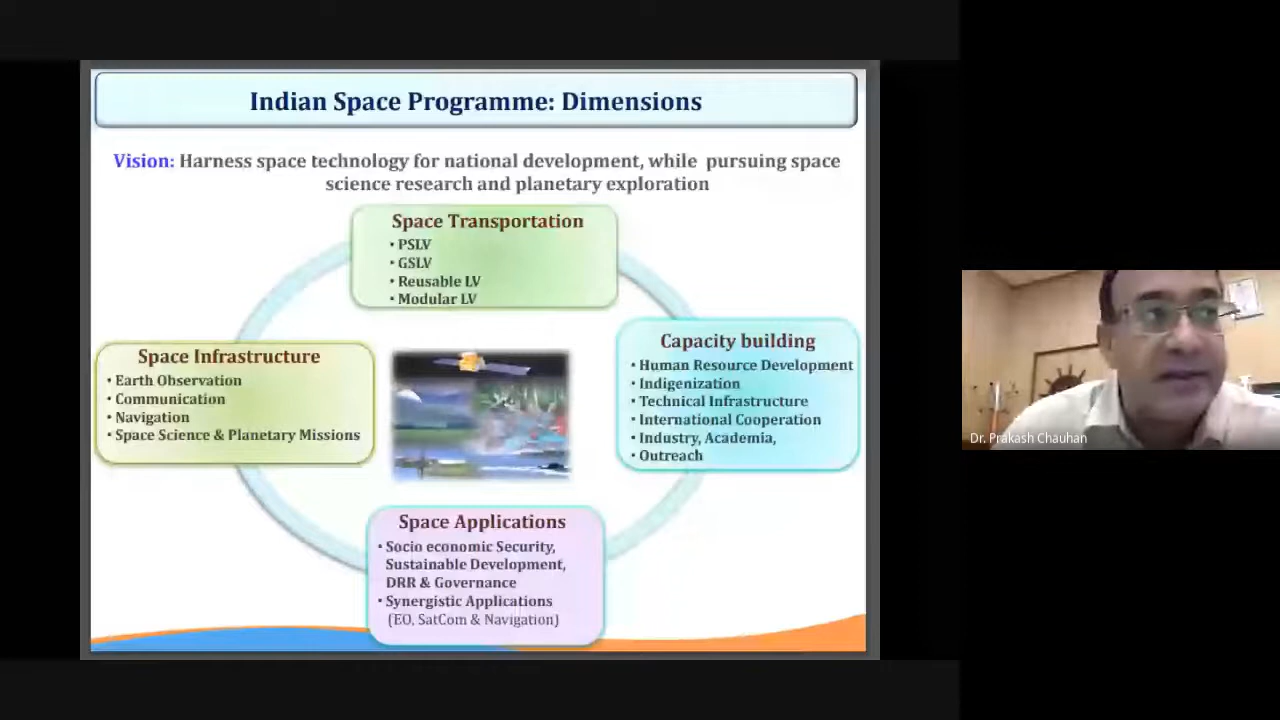 Indian Space Programme: Dimensions
Vision: Harness space technology for national development, while pursuing space
science research and planetary exploration
Space Transportation
• PSLV
• GSLV
• Reusable LV
• Modular LV
Space Infrastructure
• Earth Observation
• Communication
• Navigation
• Space Science & Planetary Missions
Capacity building
• Human Resource Development
• Indigenization
• Technical Infrastructure
• International Cooperation
• Industry, Academia,
• Outreach
Space Applications
• Socio economic Security,
Sustainable Development,
DRR & Governance
• Synergistic Applications
(EO, SatCom & Navigation)
Dr. Prakash Chauhan